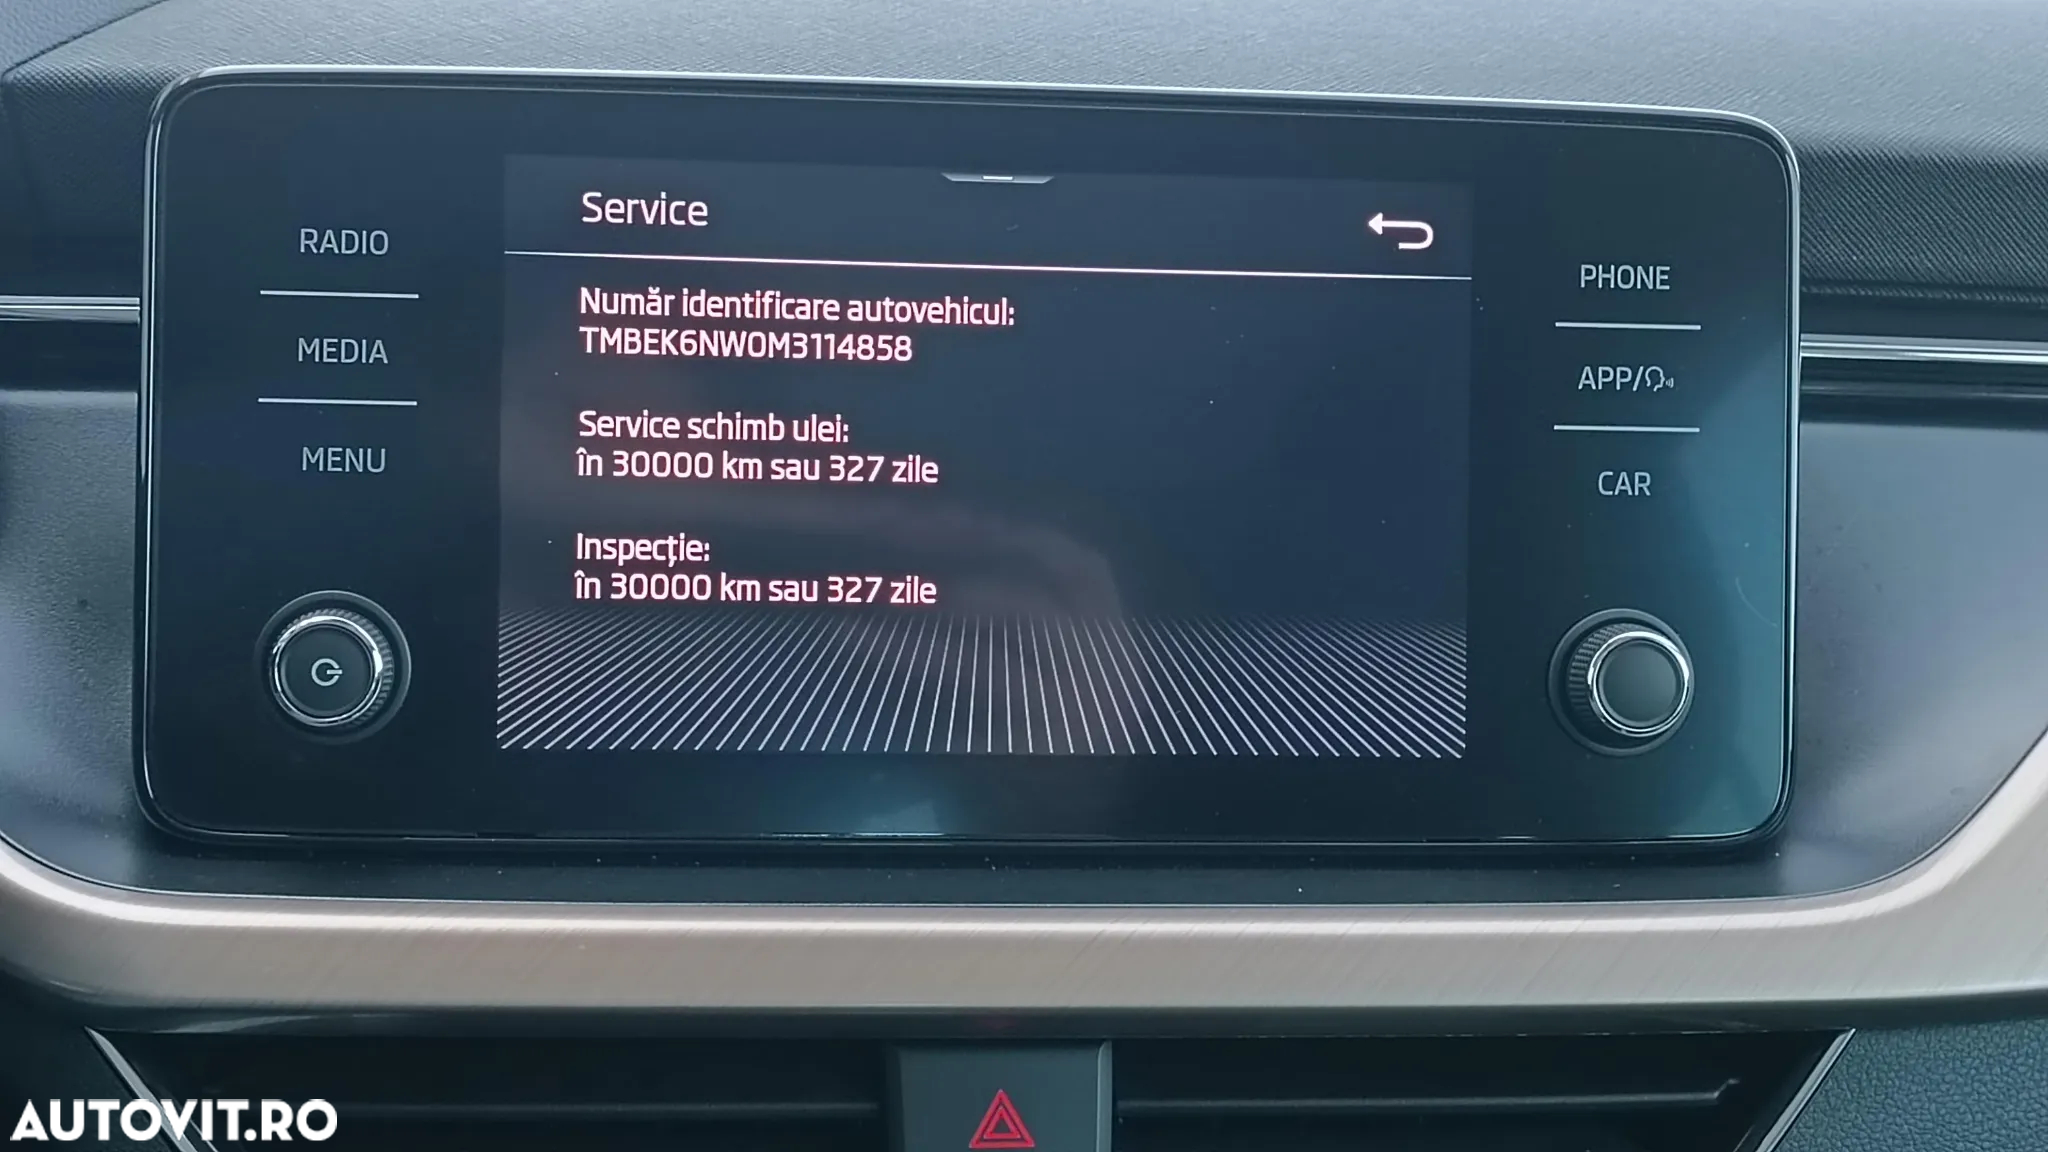 Service
RADIO
MEDIA
MENU
PHONE
APP/
CAR
Număr identificare autovehicul:
TMBEK6NW0M3114858
Service schimb ulei:
în 30000 km sau 327 zile
Inspecție:
în 30000 km sau 327 zile
AUTOVIT.RO